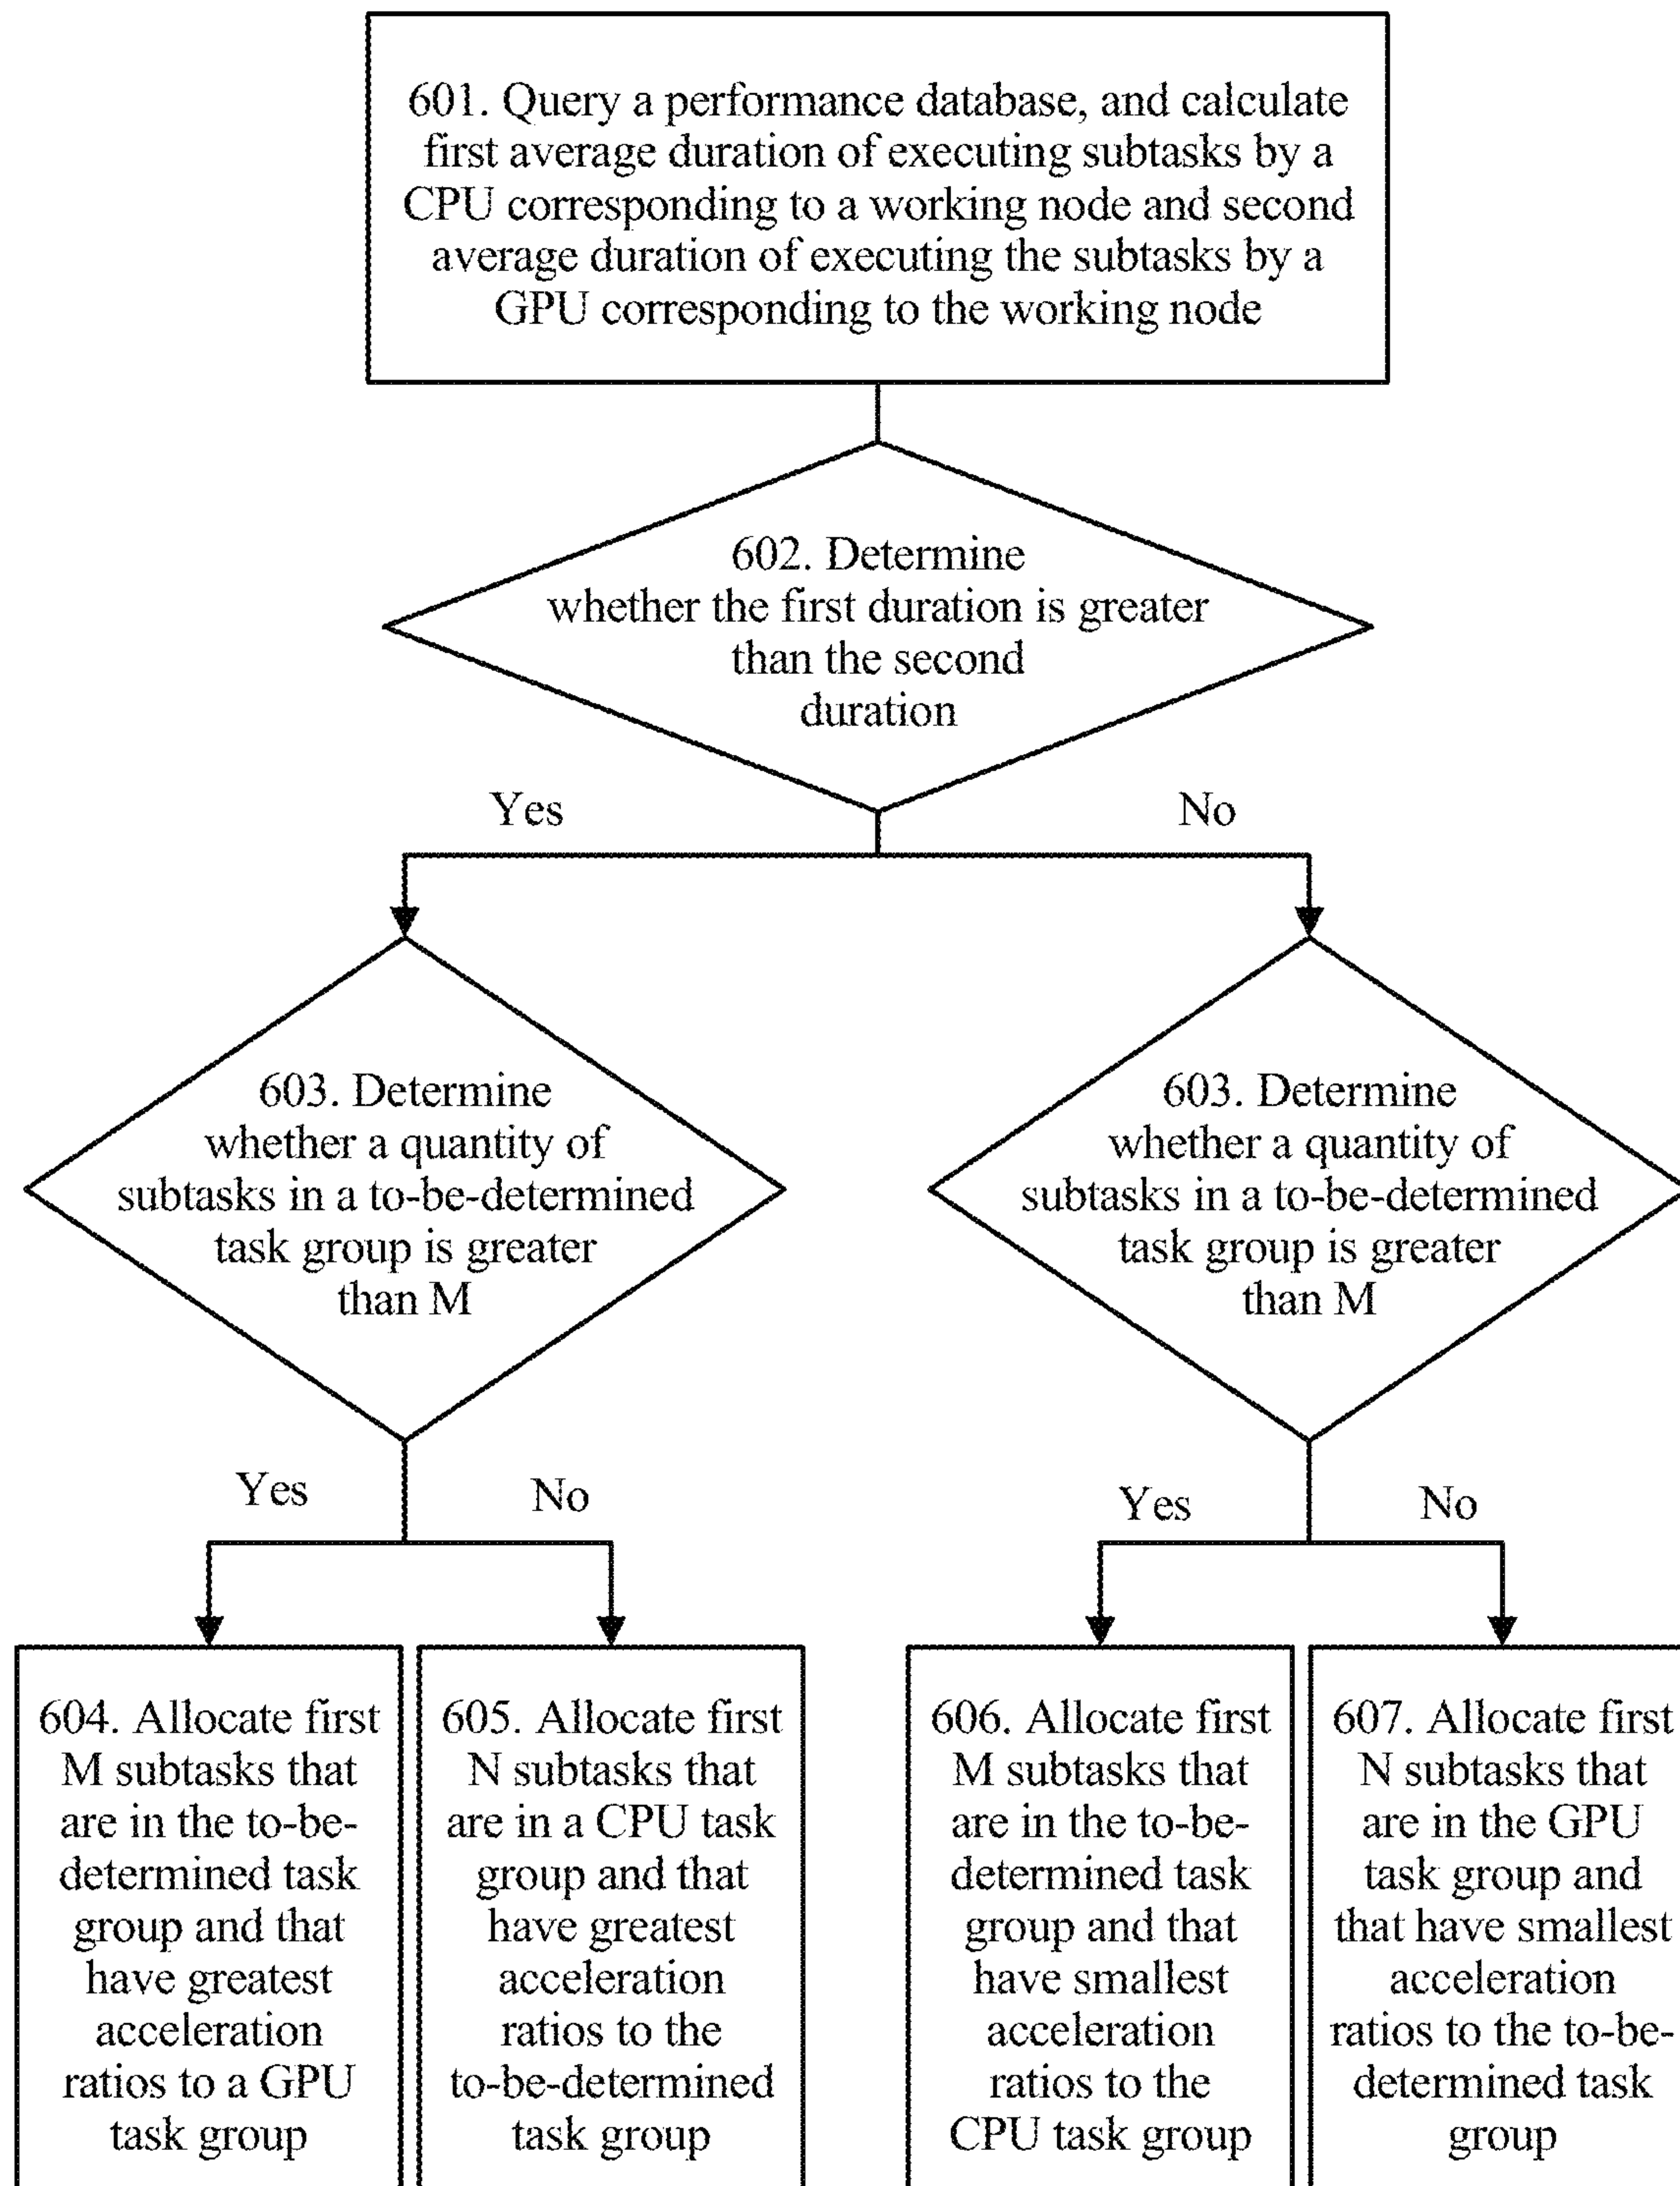 601. Query a performance database, and calculate
first average duration of executing subtasks by a
CPU corresponding to a working node and second
average duration of executing the subtasks by a
GPU corresponding to the working node
602. Determine
whether the first duration is greater
than the second
duration
Yes
No
603. Determine
whether a quantity of
subtasks in a to-be-determined
task group is greater
than M
603. Determine
whether a quantity of
subtasks in a to-be-determined
task group is greater
than M
Yes
No
Yes
No
604. Allocate first
M subtasks that
are in the to-be-
determined task
group and that
have greatest
acceleration
ratios to a GPU
task group
605. Allocate first
N subtasks that
are in a CPU task
group and that
have greatest
acceleration
ratios to the
to-be-determined
task group
606. Allocate first
M subtasks that
are in the to-be-
determined task
group and that
have smallest
acceleration
ratios to the
CPU task group
607. Allocate first
N subtasks that
are in the GPU
task group and
that have smallest
acceleration
ratios to the to-be-
determined task
group